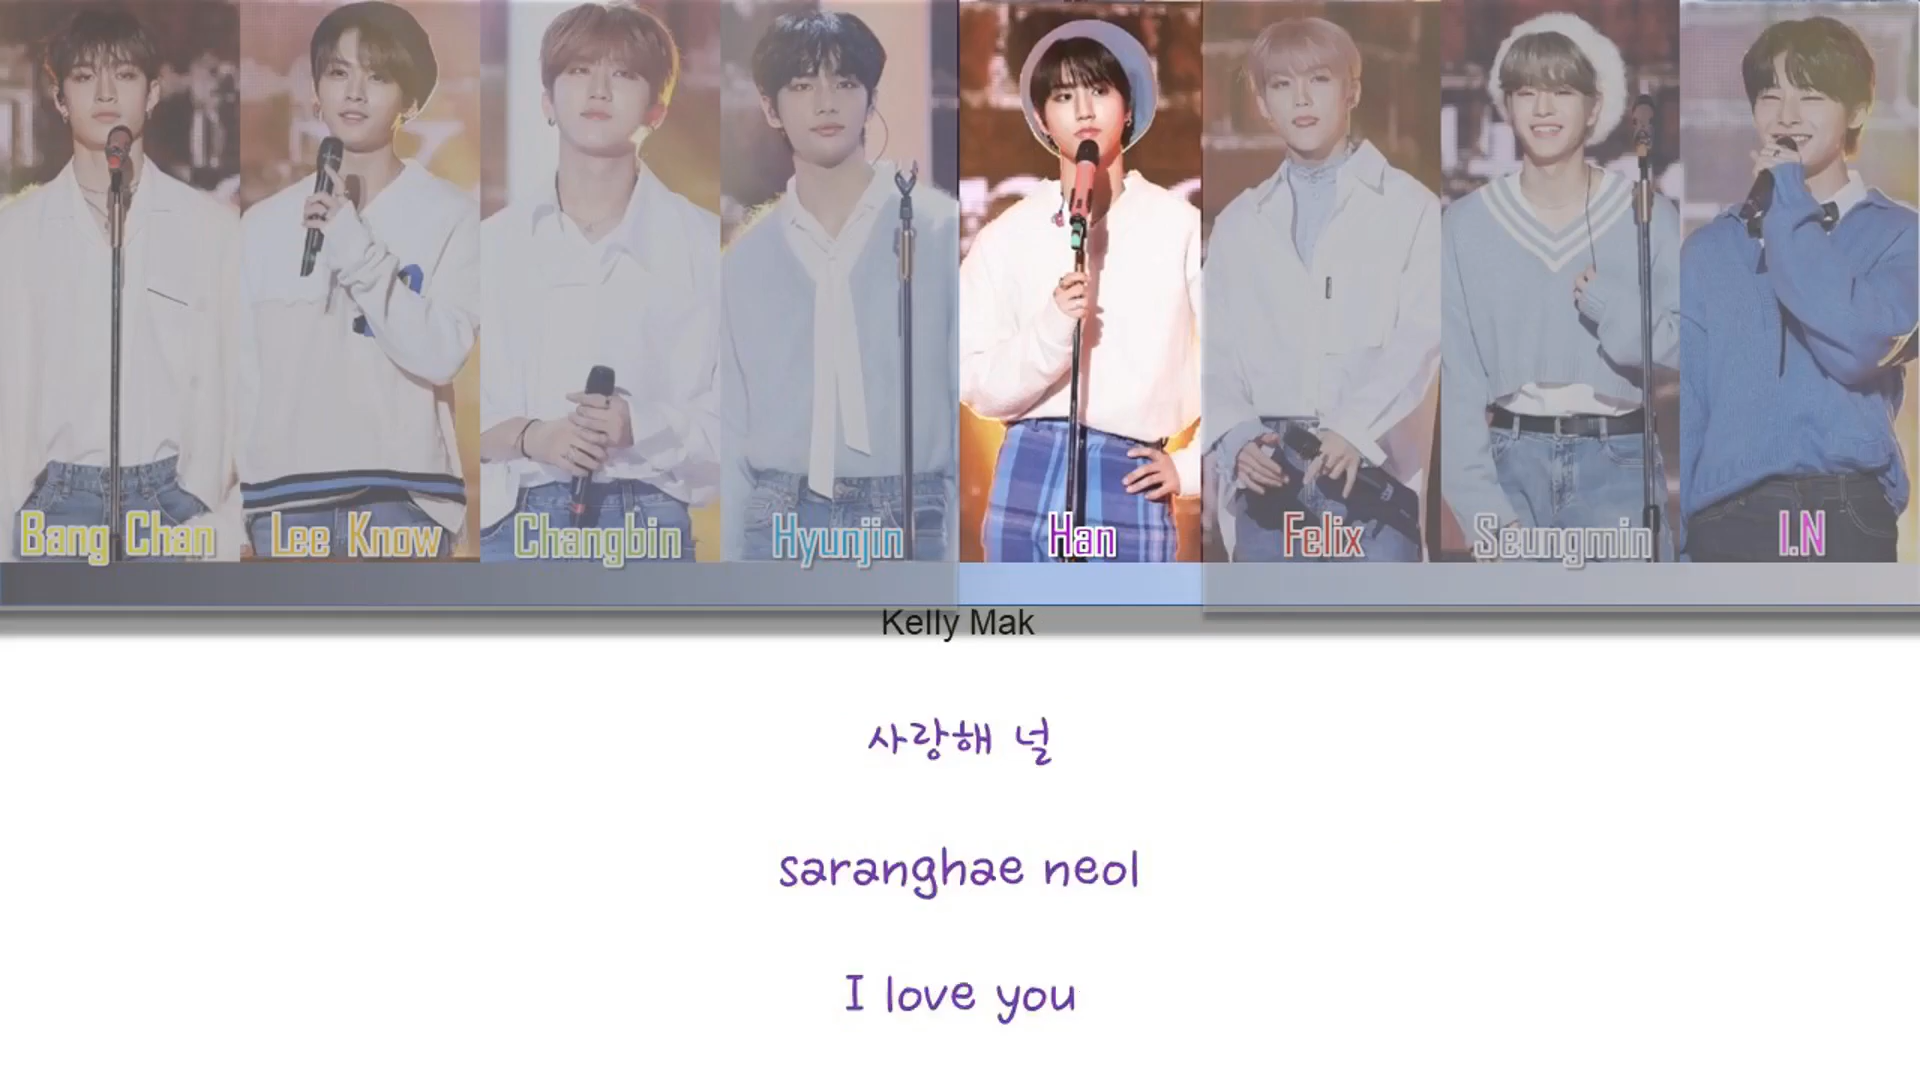 Bang Chan Lee Know Changbin Hyunjin Han Felix Seungmin I.N
Kelly Mak
사랑해 널
saranghae neol
I love you